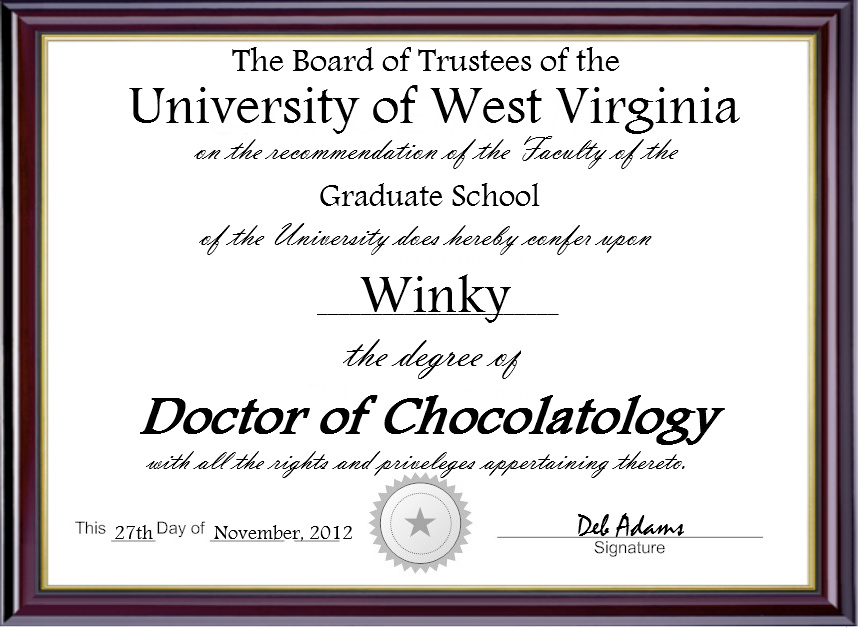 The Board of Trustees of the
University of West Virginia
on the recommendation of the Faculty of the
Graduate School
of the University does hereby confer upon
Winky
the degree of
Doctor of Chocolatology
with all the rights and priveleges appertaining thereto.
This 27th Day of November, 2012
Deb Adams
Signature